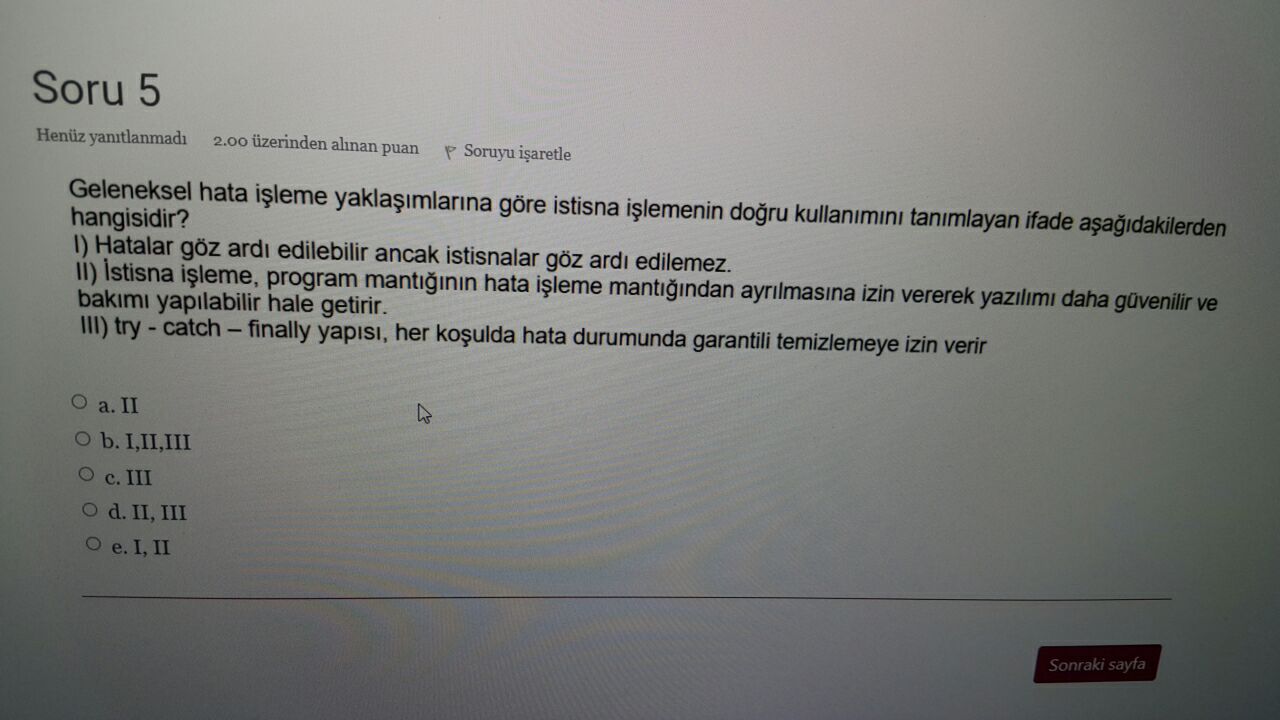 Soru 5
Henüz yanıtlanmadı 2.00 üzerinden alınan puan Soruyu işaretle
Geleneksel hata işleme yaklaşımlarına göre istisna işlemenin doğru kullanımını tanımlayan ifade aşağıdakilerden
hangisidir?
I) Hatalar göz ardı edilebilir ancak istisnalar göz ardı edilemez.
II) İstisna işleme, program mantığının hata işleme mantığından ayrılmasına izin vererek yazılımı daha güvenilir ve
bakımı yapılabilir hale getirir.
III) try - catch – finally yapısı, her koşulda hata durumunda garantili temizlemeye izin verir
a. II
b. I,II,III
c. III
d. II, III
e. I, II
Sonraki sayfa